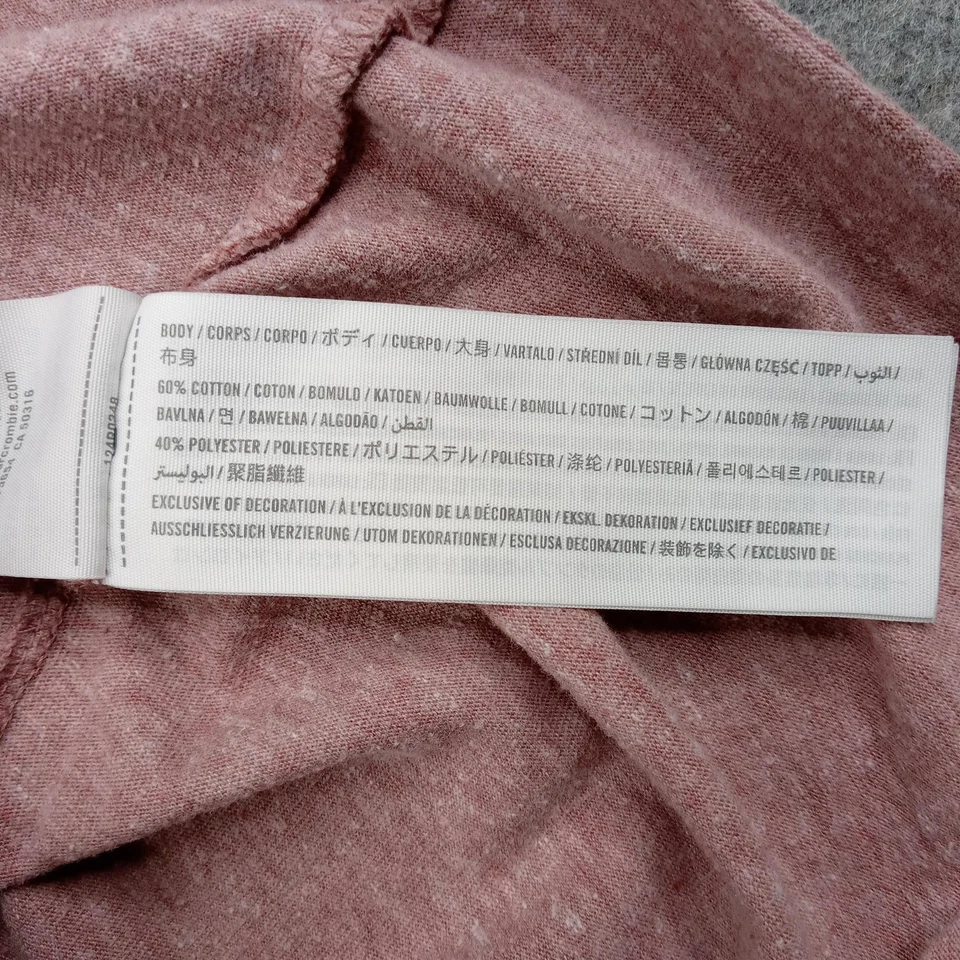 BODY / CORPS / CORPO / ボディ / CUERPO / 大身 / VARTALO / STŘEDNÍ DÍL / 몸통 / GŁÓWNA CZĘŚĆ / TOPP / الثوب /
布身
60% COTTON / COTON / BOMULD / KATOEN / BAUMWOLLE / BOMULL / COTONE / コットン / ALGODÓN / 棉 / PUUVILLAA /
BAVLNA / 면 / BAWEŁNA / ALGODÃO / القطن
40% POLYESTER / POLIESTERE / ポリエステル / POLIÉSTER / 涤纶 / POLYESTERIÄ / 폴리에스테르 / POLIESTER /
البوليستر / 聚脂纖維
EXCLUSIVE OF DECORATION / À L'EXCLUSION DE LA DÉCORATION / EKSKL. DEKORATION / EXCLUSIEF DECORATIE /
AUSSCHLIESSLICH VERZIERUNG / UTOM DEKORATIONEN / ESCLUSA DECORAZIONE / 装飾を除く / EXCLUSIVO DE
CA 50316